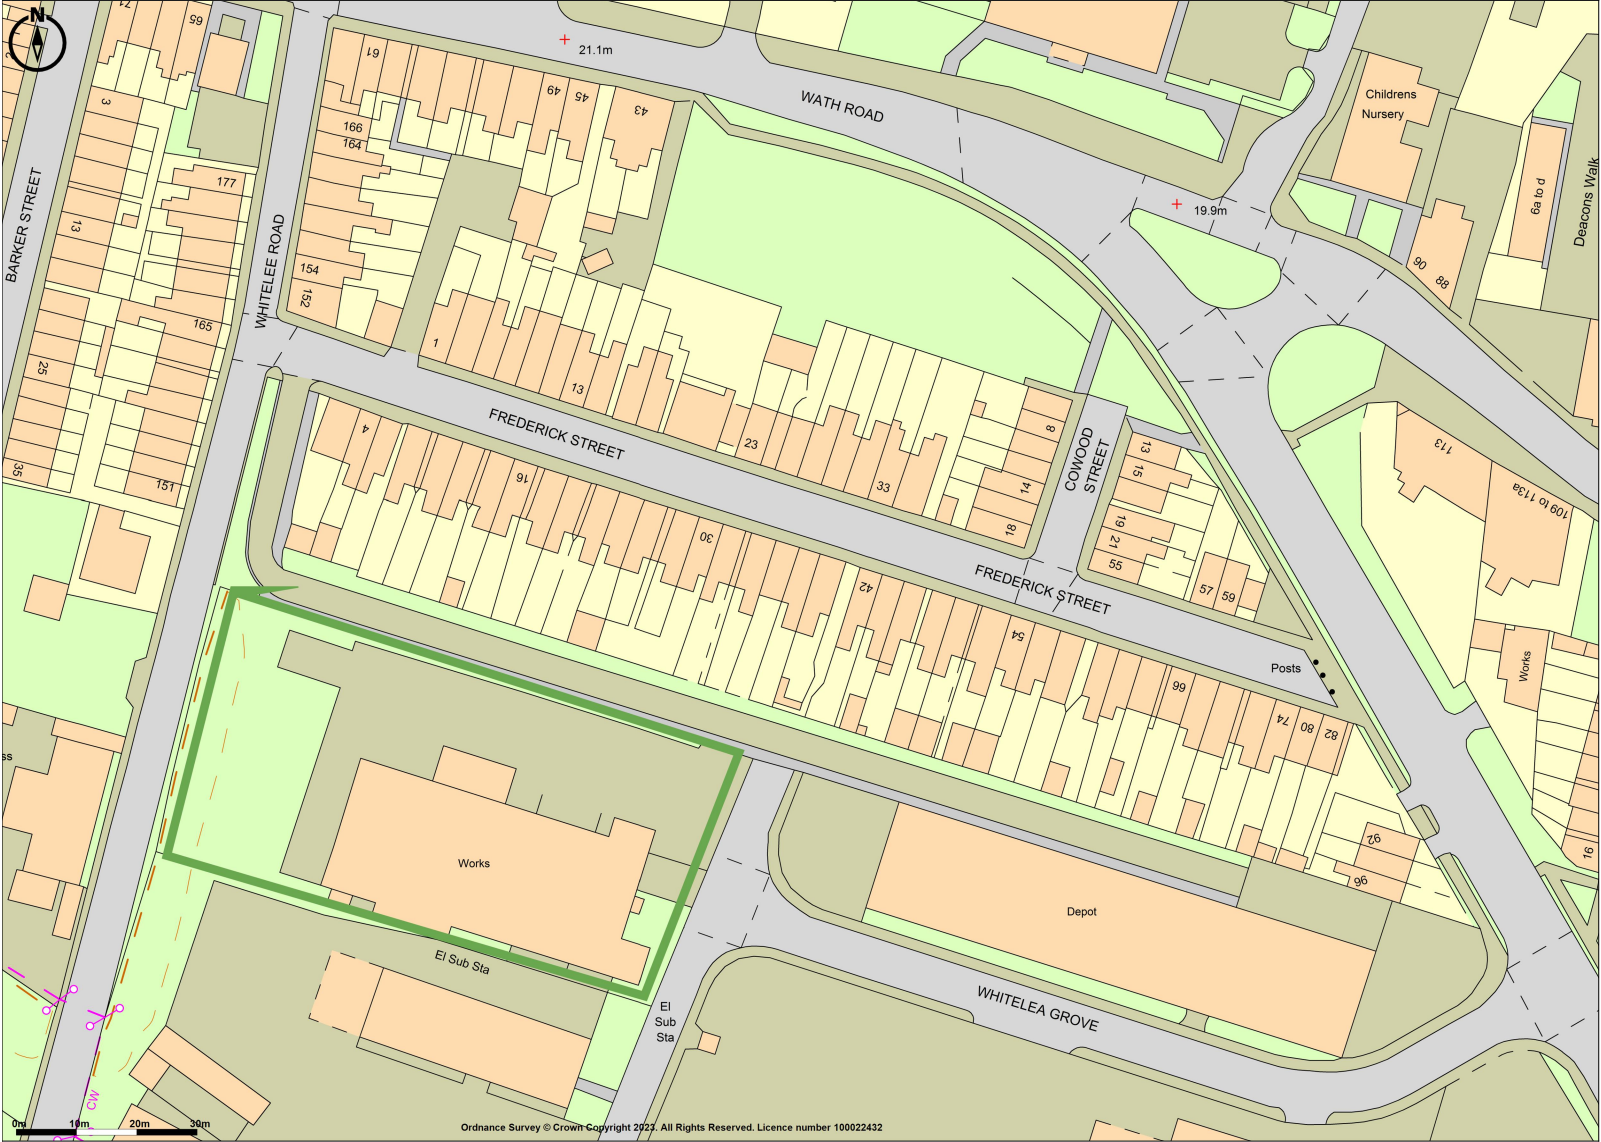 N
71
65
61
21.1m
49
45
43
WATH ROAD
Childrens
Nursery
3
166
164
177
6a to d
Deacons Walk
19.9m
BARKER STREET
13
WHITELEE ROAD
154
152
90
88
165
1
25
13
FREDERICK STREET
4
23
8
COWOOD
STREET
13
15
113
35
151
16
33
14
109 to 113a
19
21
18
30
55
FREDERICK STREET
42
57
59
54
Posts
Works
66
74
80
82
ss
92
16
Works
96
Depot
El Sub Sta
El
Sub
Sta
WHITELEA GROVE
CW
0m
10m
20m
30m
Ordnance Survey © Crown Copyright 2023. All Rights Reserved. Licence number 100022432